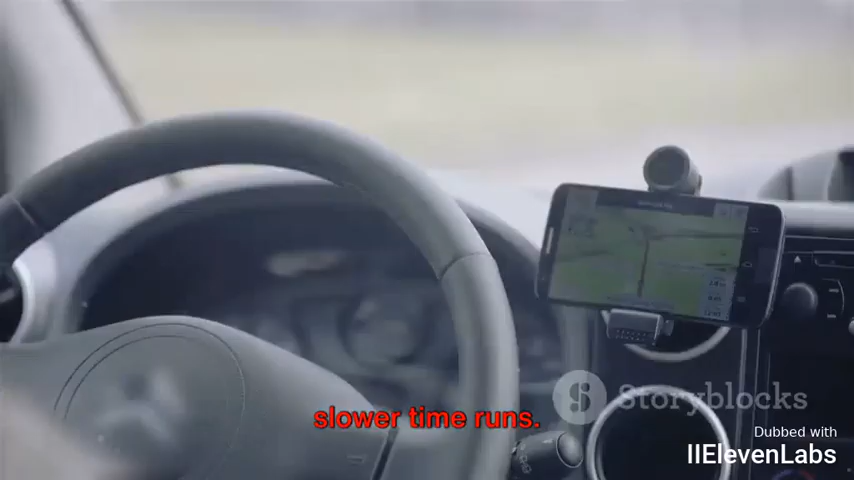 slower time runs.
Storyblocks
Dubbed with
IIElevenLabs